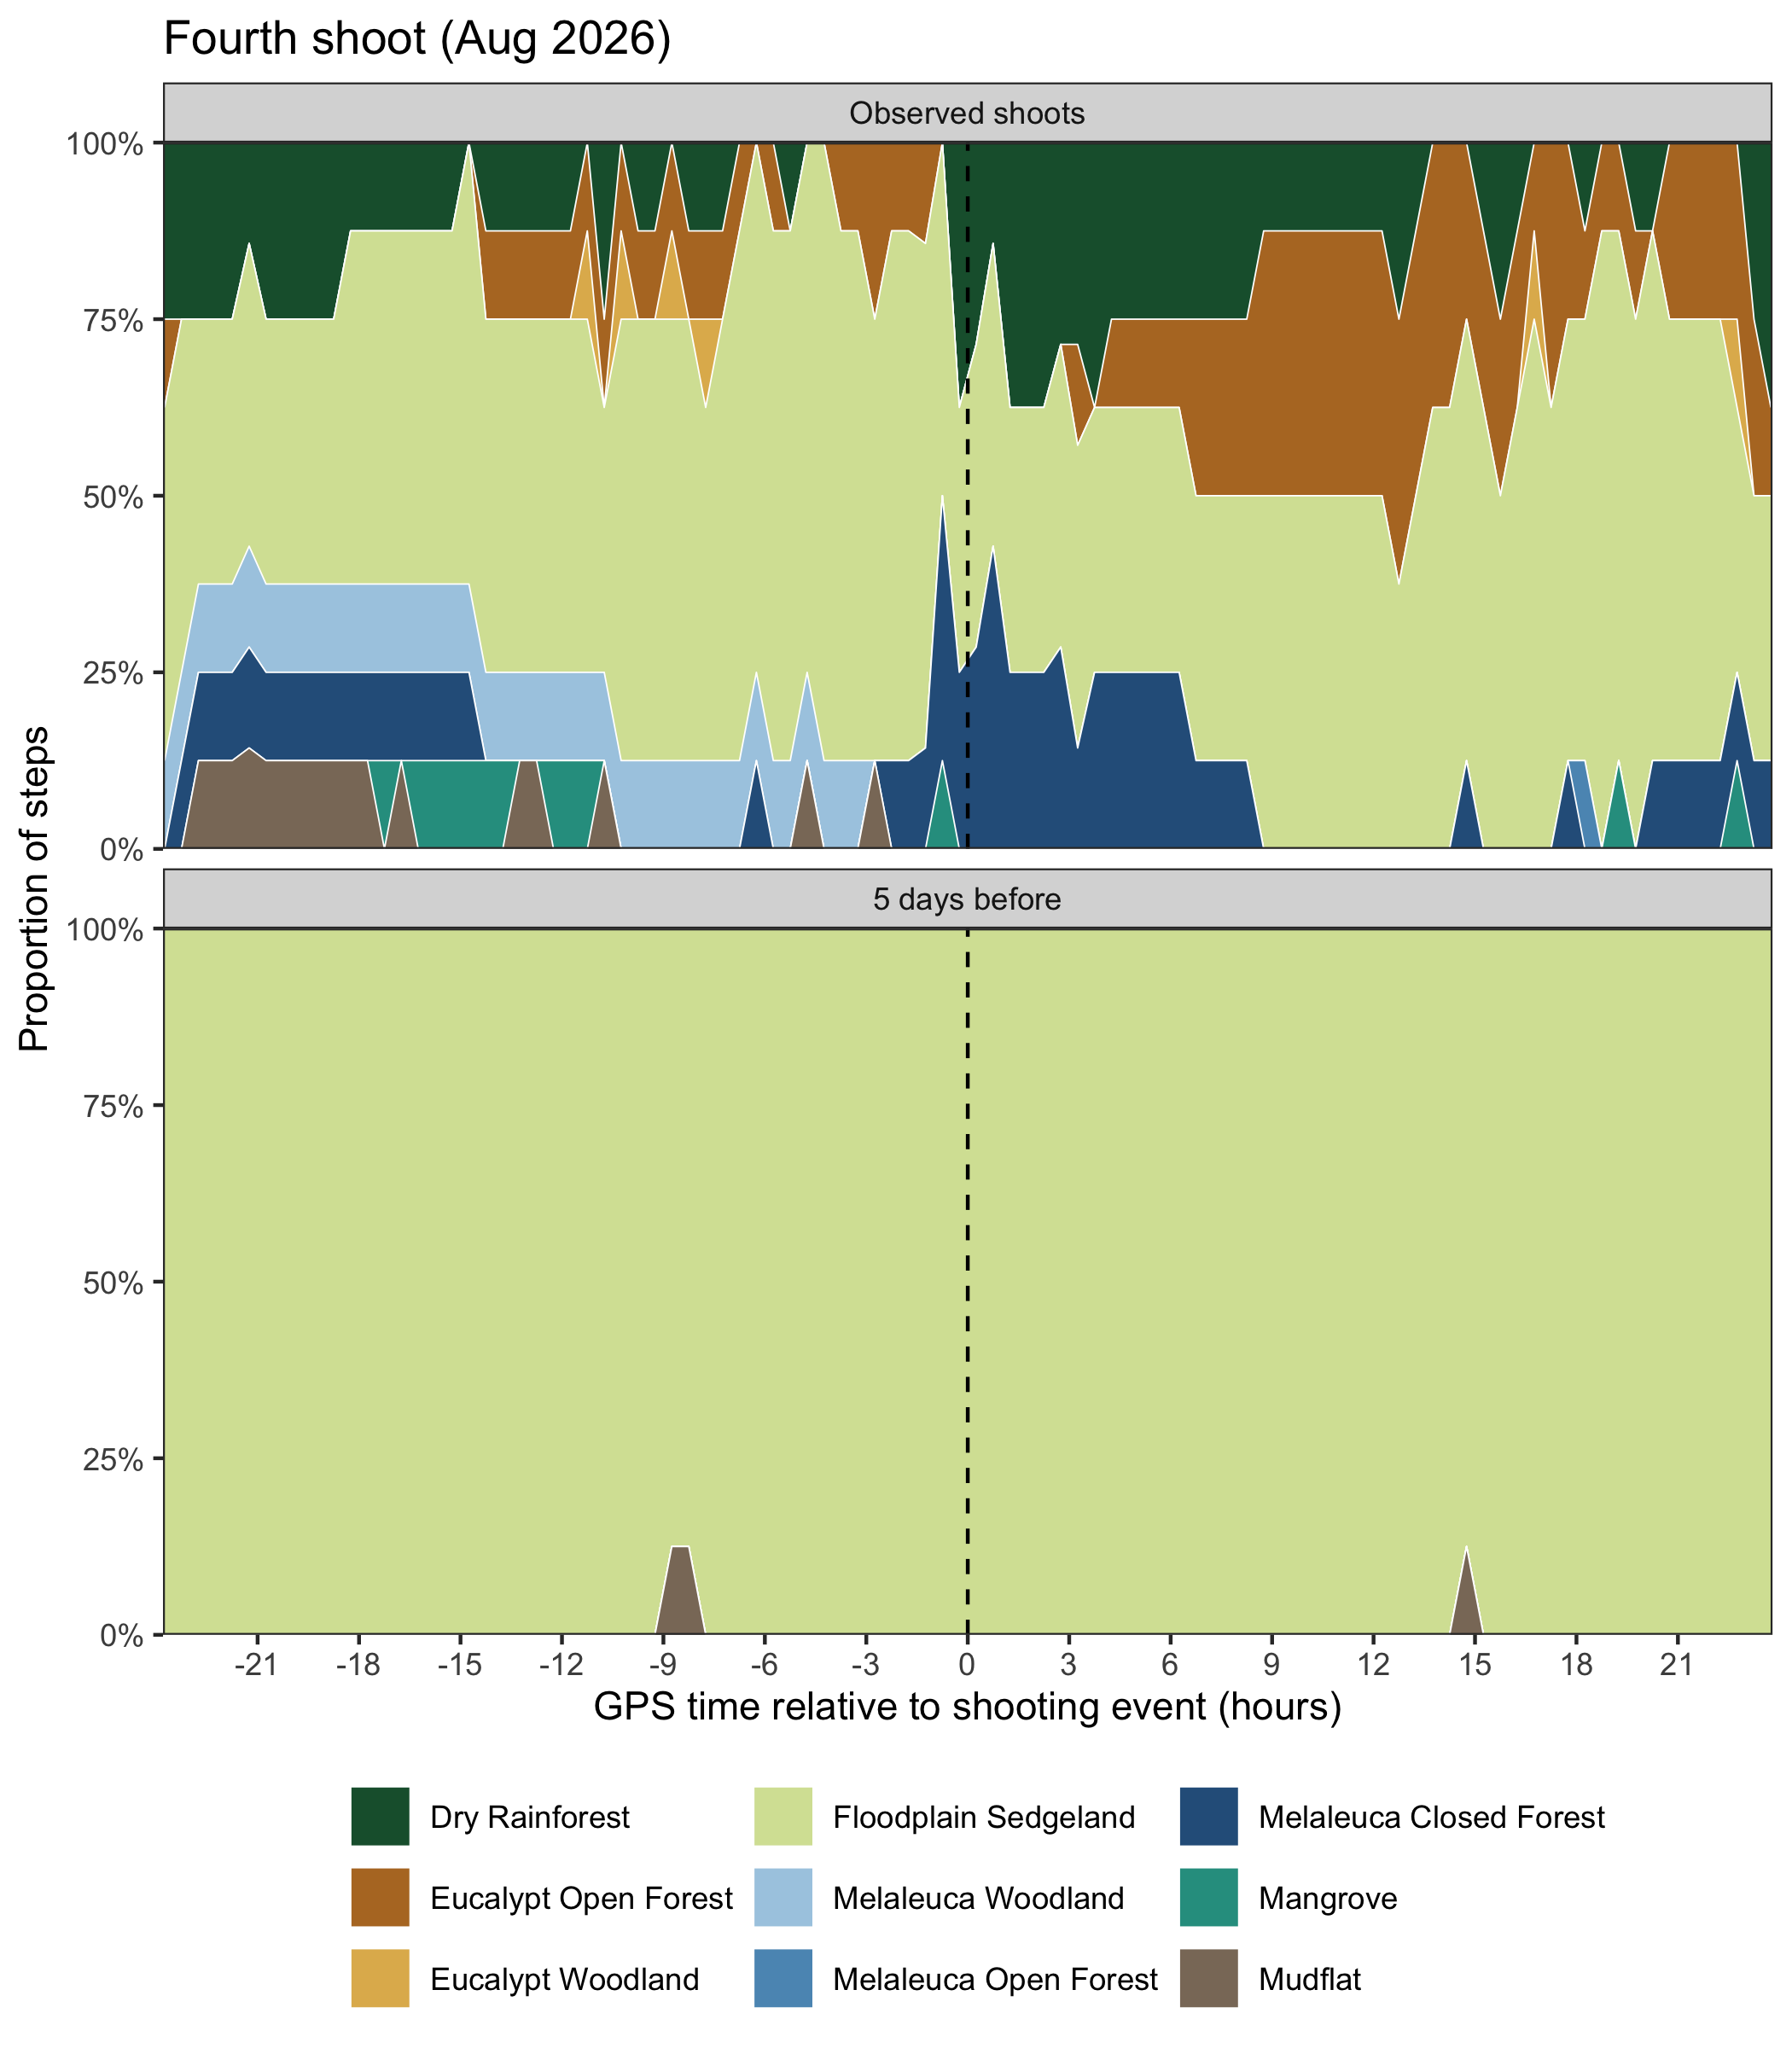 Fourth shoot (Aug 2026)
Observed shoots
100%
75%
50%
25%
0%
5 days before
100%
75%
50%
25%
0%
Proportion of steps
-21 -18 -15 -12 -9 -6 -3 0 3 6 9 12 15 18 21
GPS time relative to shooting event (hours)
Dry Rainforest
Floodplain Sedgeland
Melaleuca Closed Forest
Eucalypt Open Forest
Melaleuca Woodland
Mangrove
Eucalypt Woodland
Melaleuca Open Forest
Mudflat